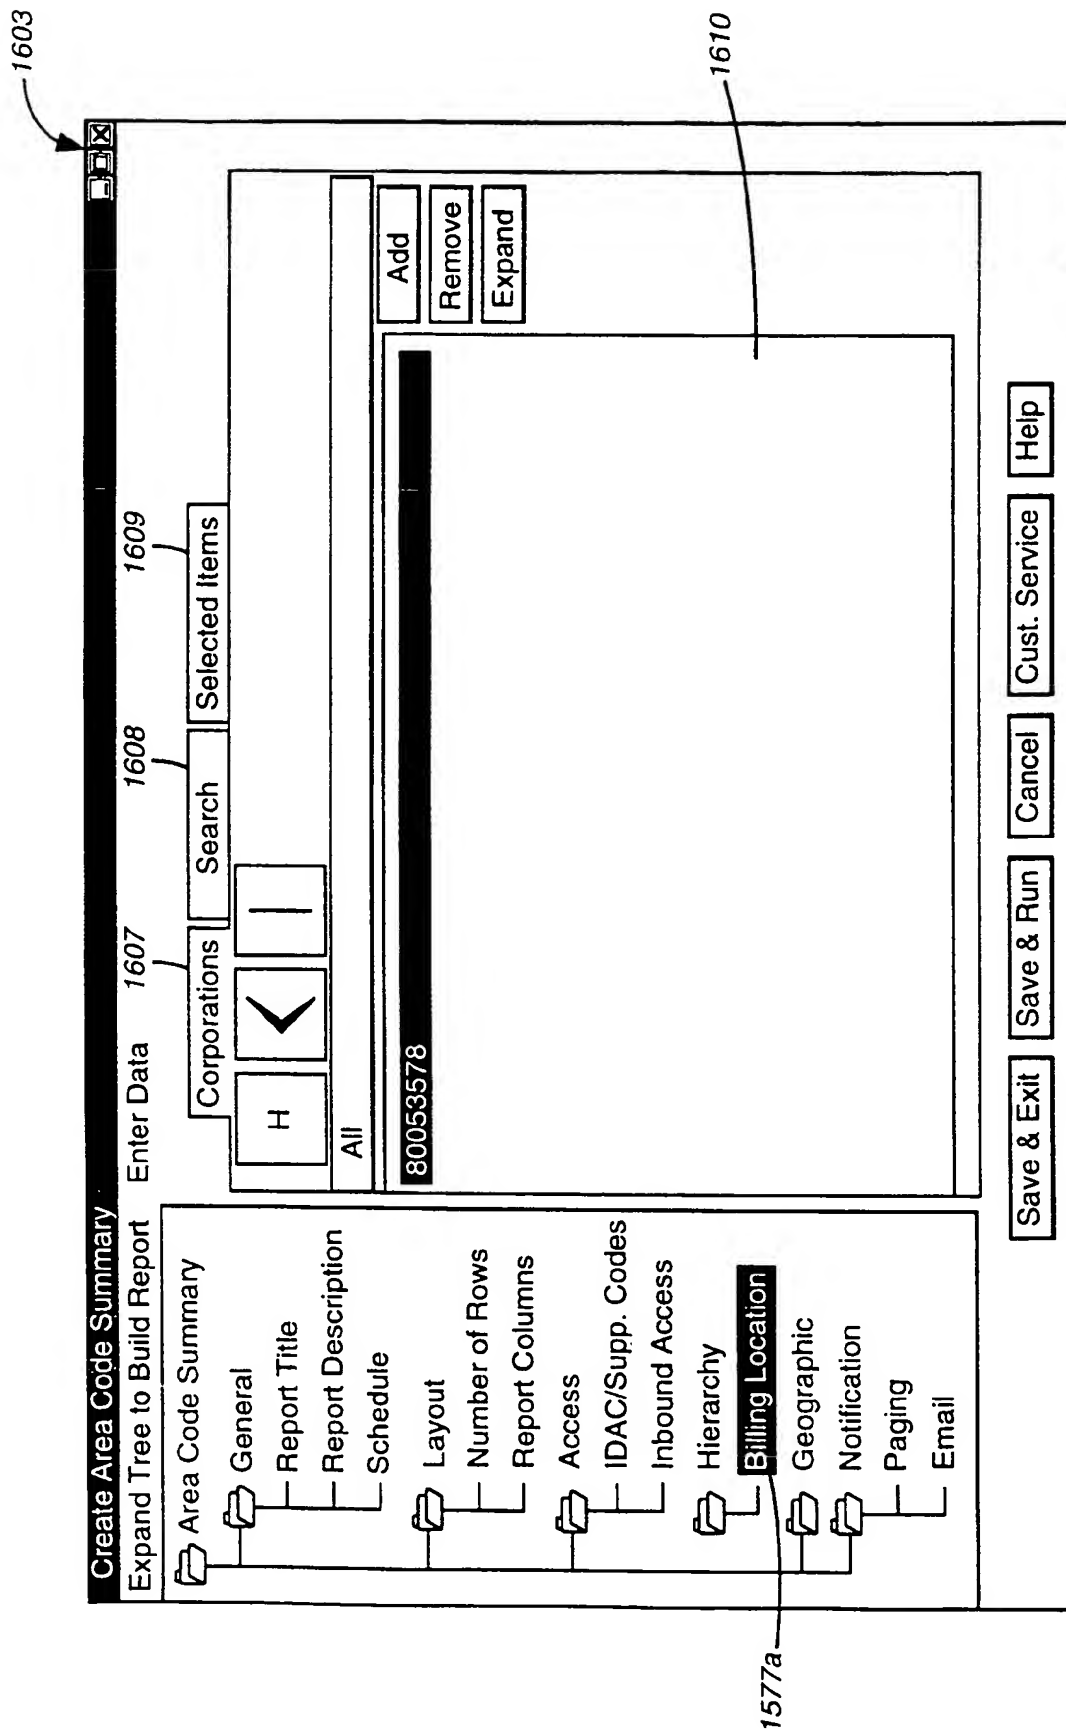 1603
Create Area Code Summary
Expand Tree to Build Report
Enter Data
1607
1608
1609
Area Code Summary
General
Report Title
Report Description
Schedule
Layout
Number of Rows
Report Columns
Access
IDAC/Supp. Codes
Inbound Access
Hierarchy
Billing Location
Geographic
Notification
Paging
Email
1577a
Corporations
Search
Selected Items
H
All
80053578
Add
Remove
Expand
1610
Save & Exit
Save & Run
Cancel
Cust. Service
Help